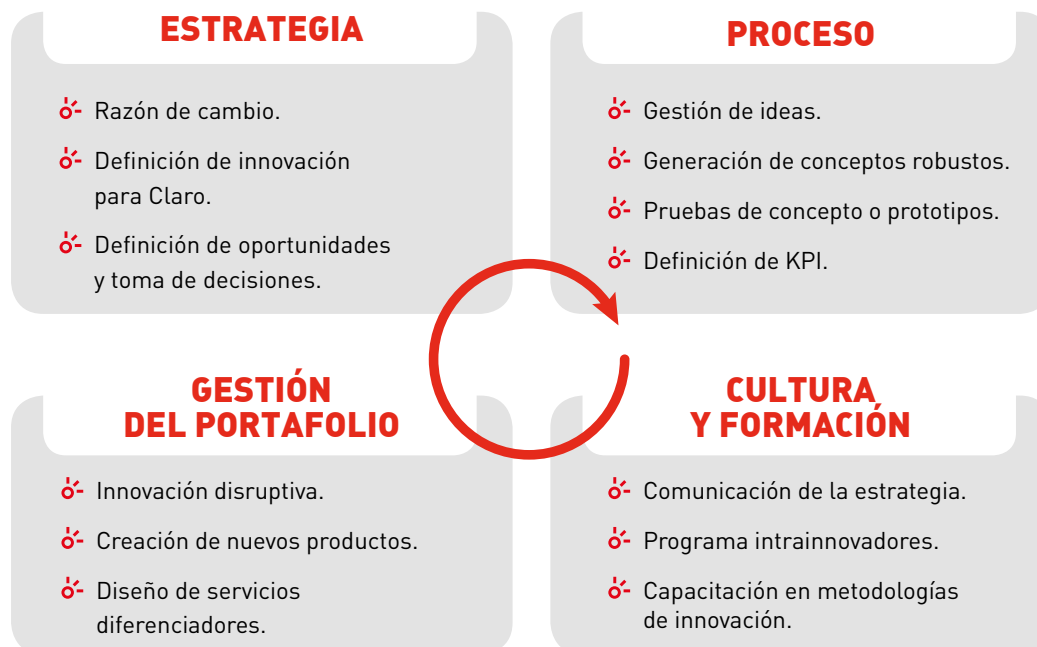 ESTRATEGIA
Razón de cambio.
Definición de innovación
para Claro.
Definición de oportunidades
y toma de decisiones.
PROCESO
Gestión de ideas.
Generación de conceptos robustos.
Pruebas de concepto o prototipos.
Definición de KPI.
GESTIÓN
DEL PORTAFOLIO
Innovación disruptiva.
Creación de nuevos productos.
Diseño de servicios
diferenciadores.
CULTURA
Y FORMACIÓN
Comunicación de la estrategia.
Programa intrainnovadores.
Capacitación en metodologías
de innovación.